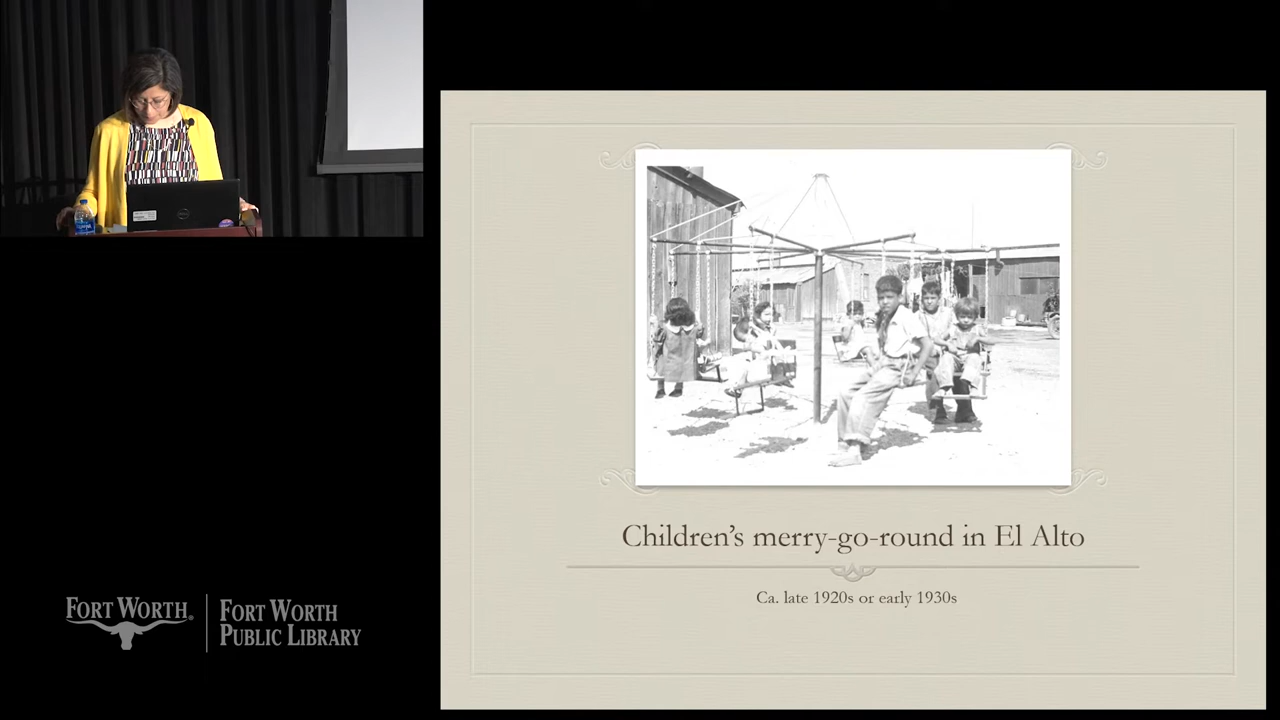 Children's merry-go-round in El Alto
Ca. late 1920s or early 1930s
FORT WORTH®
FORT WORTH
PUBLIC LIBRARY